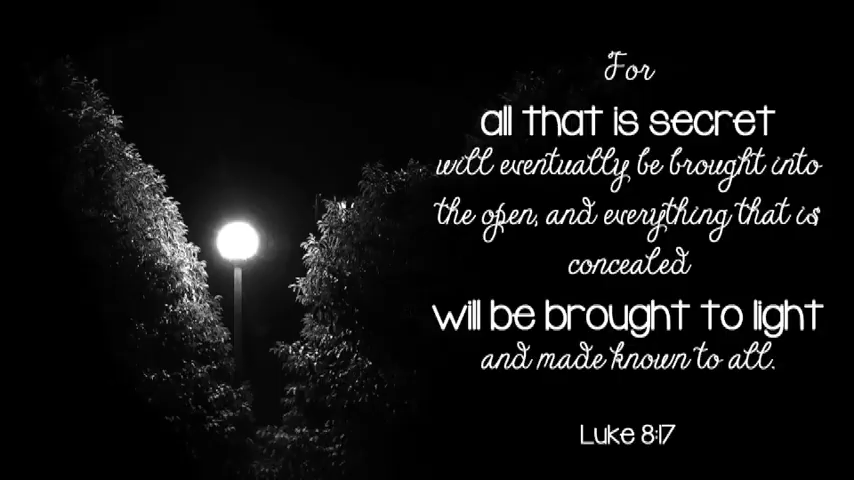 For
all that is secret
will eventually be brought into
the open, and everything that is
concealed
will be brought to light
and made known to all.
Luke 8:17